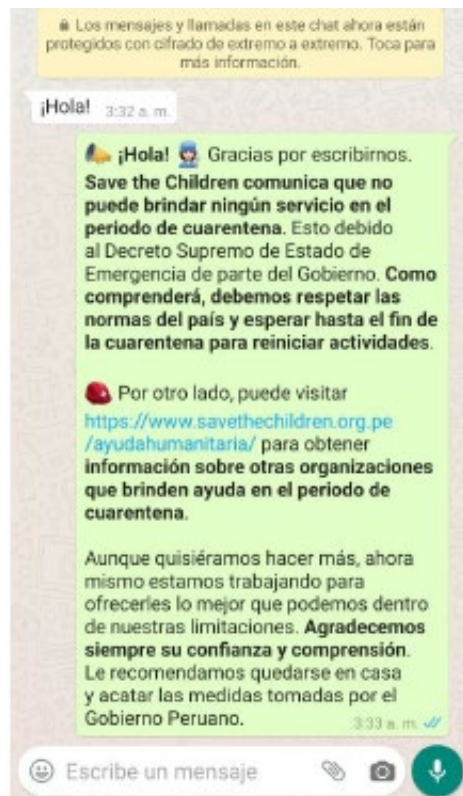 Los mensajes y llamadas en este chat ahora están
protegidos con cifrado de extremo a extremo. Toca para
más información.
¡Hola! 3:32 a. m.
¡Hola! Gracias por escribirnos.
Save the Children comunica que no
puede brindar ningún servicio en el
periodo de cuarentena. Esto debido
al Decreto Supremo de Estado de
Emergencia de parte del Gobierno. Como
comprenderá, debemos respetar las
normas del país y esperar hasta el fin de
la cuarentena para reiniciar actividades.
Por otro lado, puede visitar
https://www.savethechildren.org.pe
/ayudahumanitaria/ para obtener
información sobre otras organizaciones
que brinden ayuda en el periodo de
cuarentena.
Aunque quisiéramos hacer más, ahora
mismo estamos trabajando para
ofrecerles lo mejor que podemos dentro
de nuestras limitaciones. Agradecemos
siempre su confianza y comprensión.
Le recomendamos quedarse en casa
y acatar las medidas tomadas por el
Gobierno Peruano. 3:33 a. m.
Escribe un mensaje